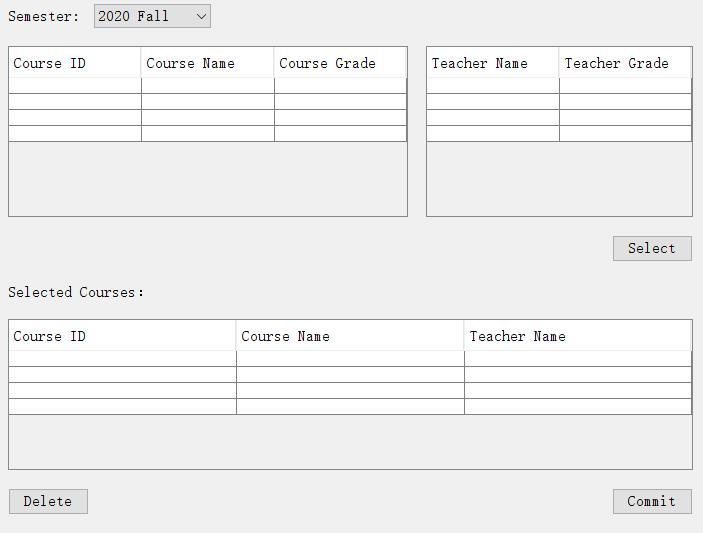 Semester: 2020 Fall
Course ID Course Name Course Grade Teacher Name Teacher Grade
Select
Selected Courses:
Course ID Course Name Teacher Name
Delete Commit